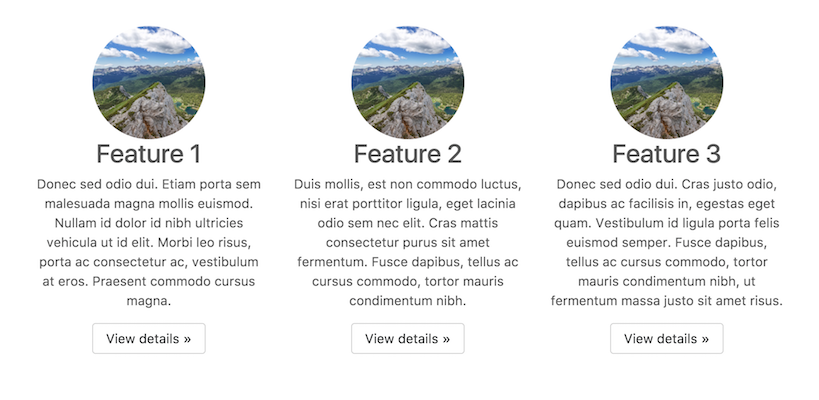 Feature 1
Donec sed odio dui. Etiam porta sem
malesuada magna mollis euismod.
Nullam id dolor id nibh ultricies
vehicula ut id elit. Morbi leo risus,
porta ac consectetur ac, vestibulum
at eros. Praesent commodo cursus
magna.
View details »
Feature 2
Duis mollis, est non commodo luctus,
nisi erat porttitor ligula, eget lacinia
odio sem nec elit. Cras mattis
consectetur purus sit amet
fermentum. Fusce dapibus, tellus ac
cursus commodo, tortor mauris
condimentum nibh.
View details »
Feature 3
Donec sed odio dui. Cras justo odio,
dapibus ac facilisis in, egestas eget
quam. Vestibulum id ligula porta felis
euismod semper. Fusce dapibus,
tellus ac cursus commodo, tortor
mauris condimentum nibh, ut
fermentum massa justo sit amet risus.
View details »